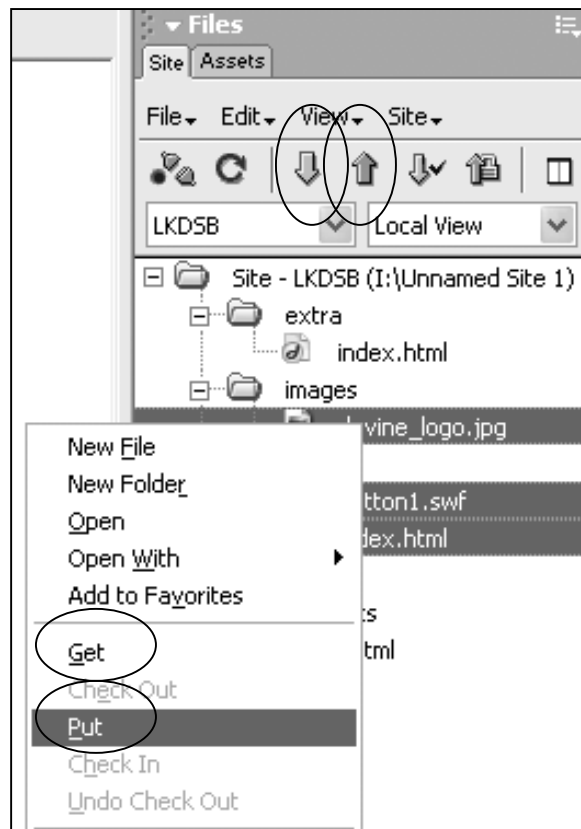 Files
Site Assets
File Edit View Site
LKDSB Local View
Site - LKDSB (I:\Unnamed Site 1)
extra
index.html
images
vine_logo.jpg
New File
New Folder
tton1.swf
Open
dex.html
Open With
Add to Favorites
ts
Get
tml
Check Out
Put
Check In
Undo Check Out